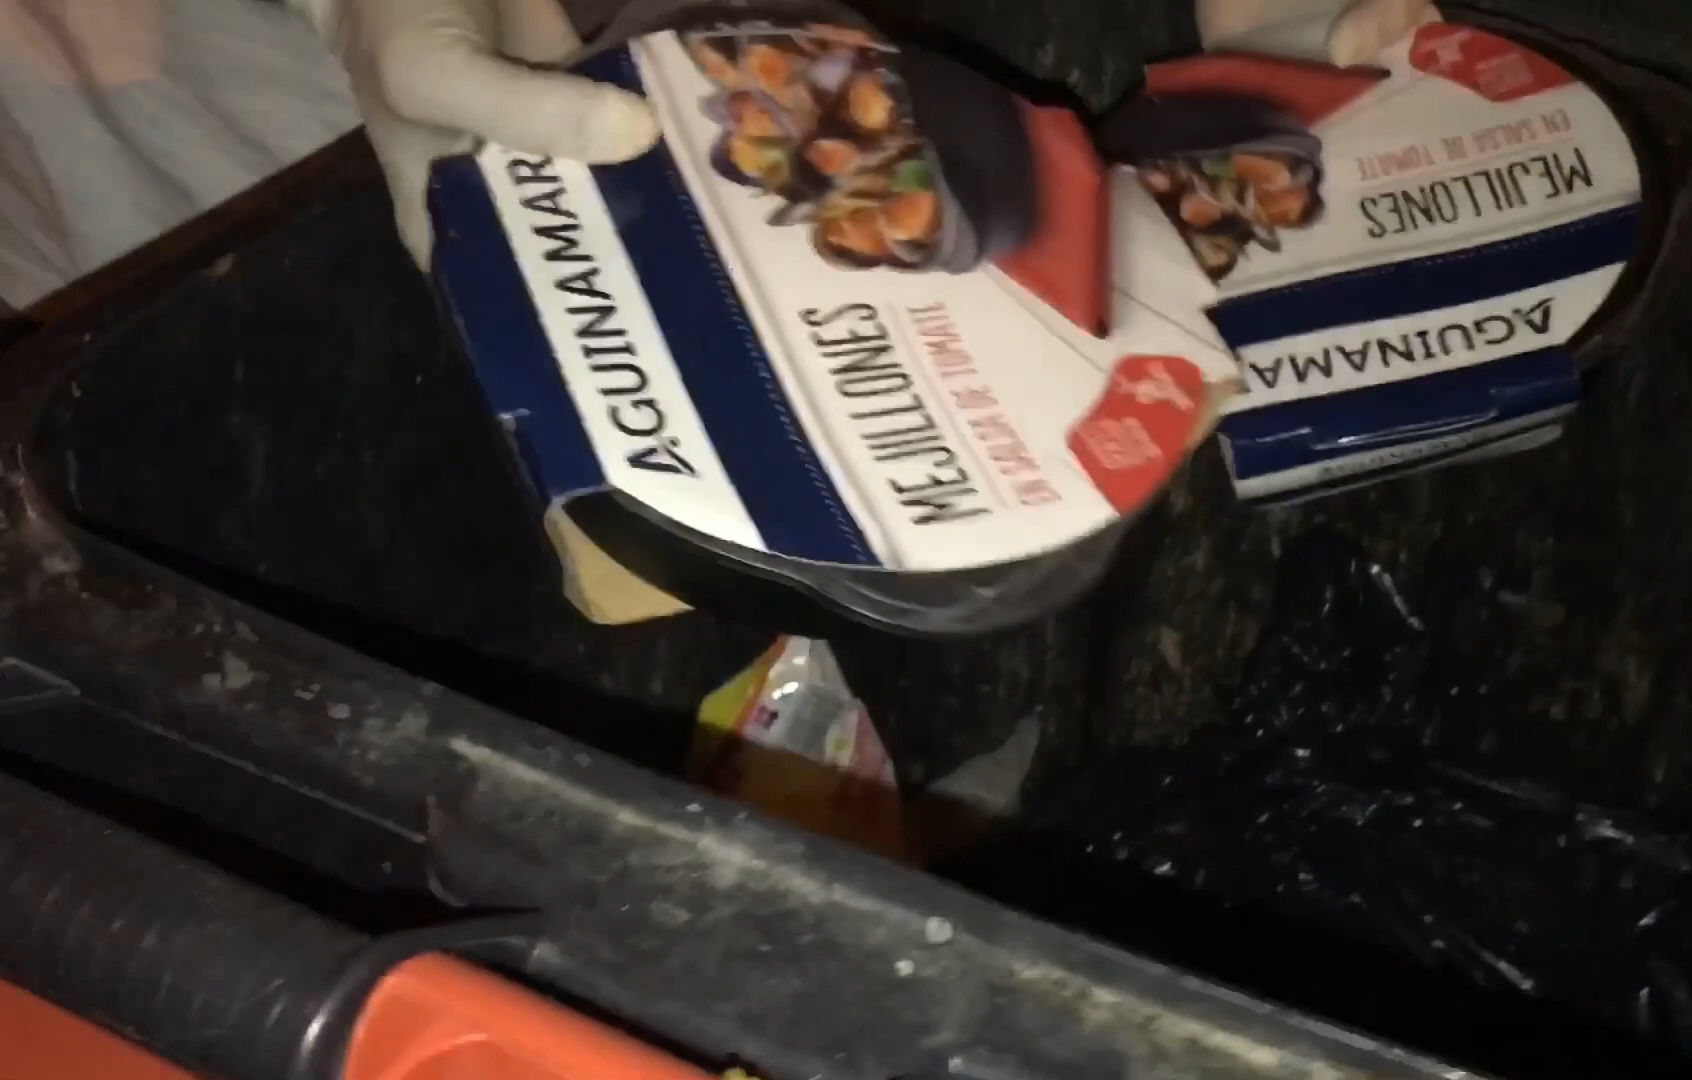 AGUINAMAR
MEJILLONES
EN SALSA DE TOMATE
EN SALSA DE TOMATE
MEJILLONES
AGUINAMA